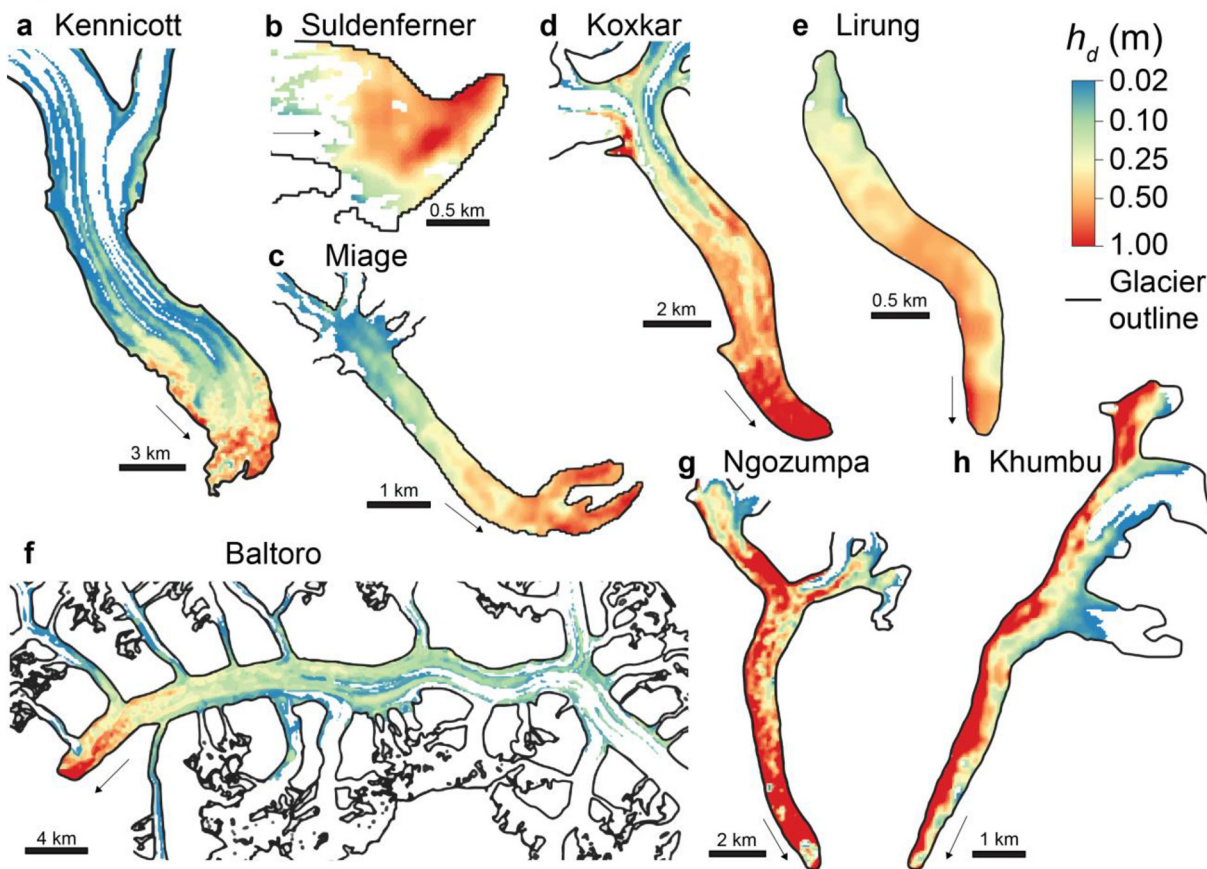 a Kennicott
b Suldenferner
d Koxkar
e Lirung
h_d (m)
0.02
0.10
0.25
0.50
1.00
Glacier
outline
0.5 km
c Miage
2 km
0.5 km
3 km
1 km
g Ngozumpa
h Khumbu
f Baltoro
4 km
2 km
1 km